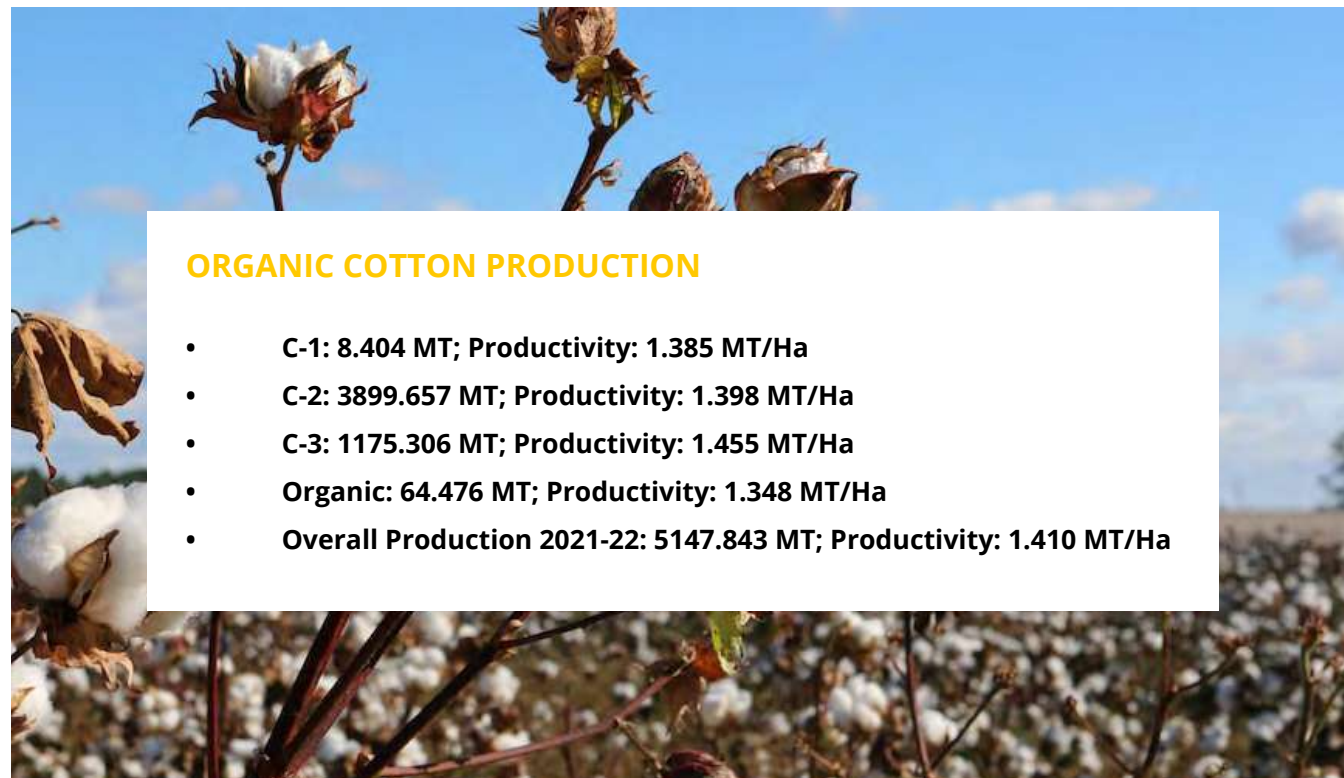 ORGANIC COTTON PRODUCTION
• C-1: 8.404 MT; Productivity: 1.385 MT/Ha
• C-2: 3899.657 MT; Productivity: 1.398 MT/Ha
• C-3: 1175.306 MT; Productivity: 1.455 MT/Ha
• Organic: 64.476 MT; Productivity: 1.348 MT/Ha
• Overall Production 2021-22: 5147.843 MT; Productivity: 1.410 MT/Ha